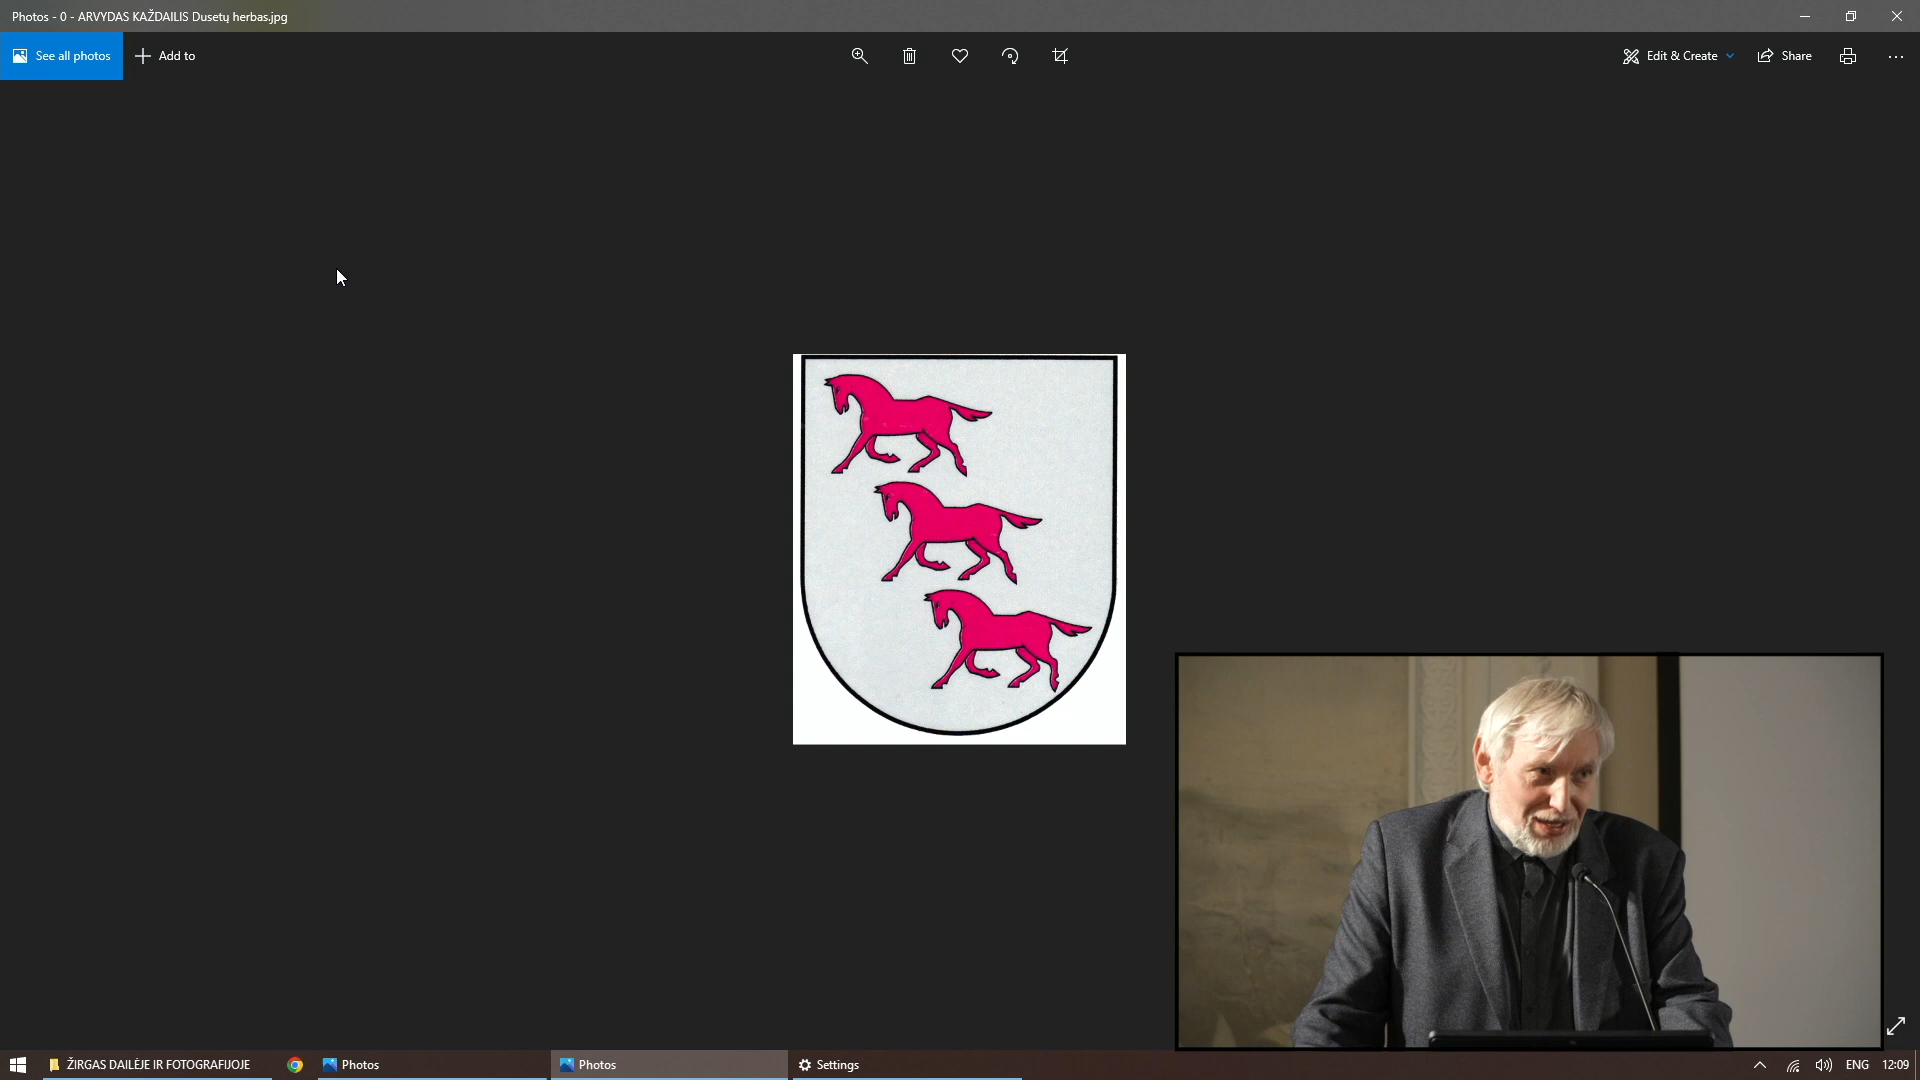 Photos - 0 - ARVYDAS KAŽDAILIS Dusetų herbas.jpg
See all photos
Add to
Edit & Create
Share
ŽIRGAS DAILĖJE IR FOTOGRAFIJOJE
Photos
Photos
Settings
ENG
12:09